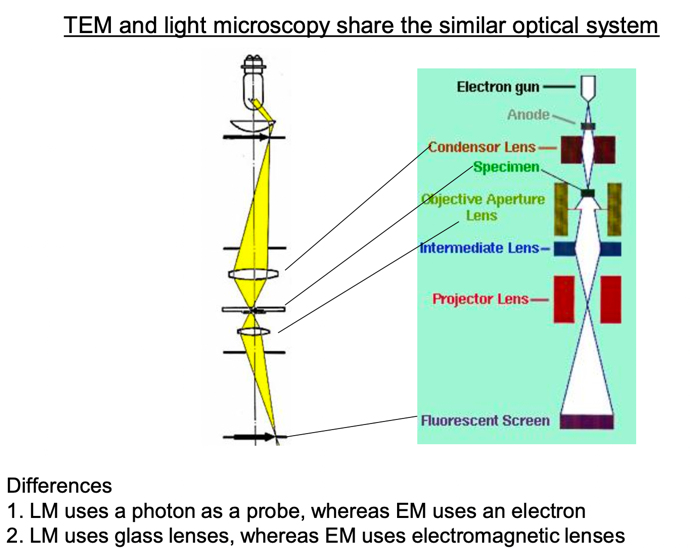 TEM and light microscopy share the similar optical system
Electron gun
Anode
Condensor Lens
Specimen
Objective Aperture
Lens
Intermediate Lens
Projector Lens
Fluorescent Screen
Differences
1. LM uses a photon as a probe, whereas EM uses an electron
2. LM uses glass lenses, whereas EM uses electromagnetic lenses